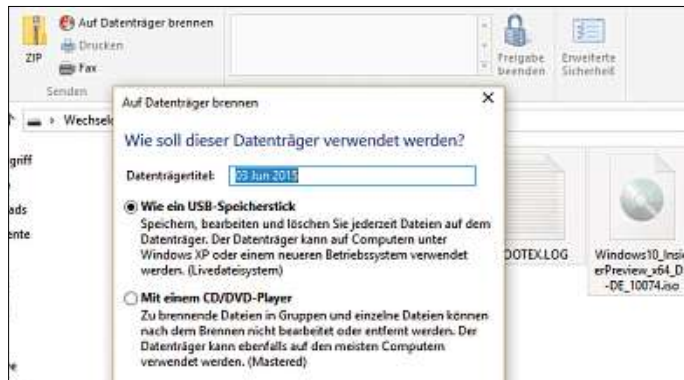 Auf Datenträger brennen
Drucken
ZIP
Fax
Senden
Freigabe
beenden
Erweiterte
Sicherheit
Auf Datenträger brennen
Wie soll dieser Datenträger verwendet werden?
Datenträgertitel: 03 Jun 2015
Wie ein USB-Speicherstick
Speichern, bearbeiten und löschen Sie jederzeit Dateien auf dem
Datenträger. Der Datenträger kann auf Computern unter
Windows XP oder einem neueren Betriebssystem verwendet
werden. (Livedateisystem)
Mit einem CD/DVD-Player
Zu brennende Dateien in Gruppen und einzelne Dateien können
nach dem Brennen nicht bearbeitet oder entfernt werden. Der
Datenträger kann ebenfalls auf den meisten Computern
verwendet werden. (Mastered)
Wechsel
griff
ads
ente
OOTEX.LOG
Windows10_Insi
erPreview_x64_D
-DE_10074.iso